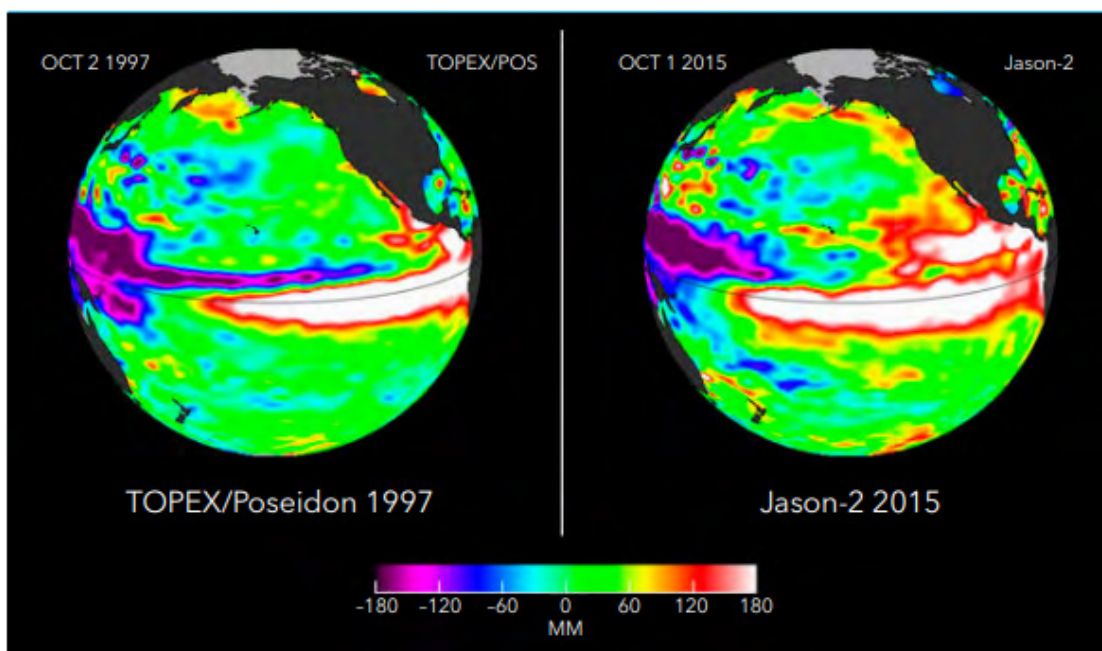 OCT 2 1997
TOPEX/POS
OCT 1 2015
Jason-2
TOPEX/Poseidon 1997
Jason-2 2015
–180 –120 –60 0 60 120 180
MM